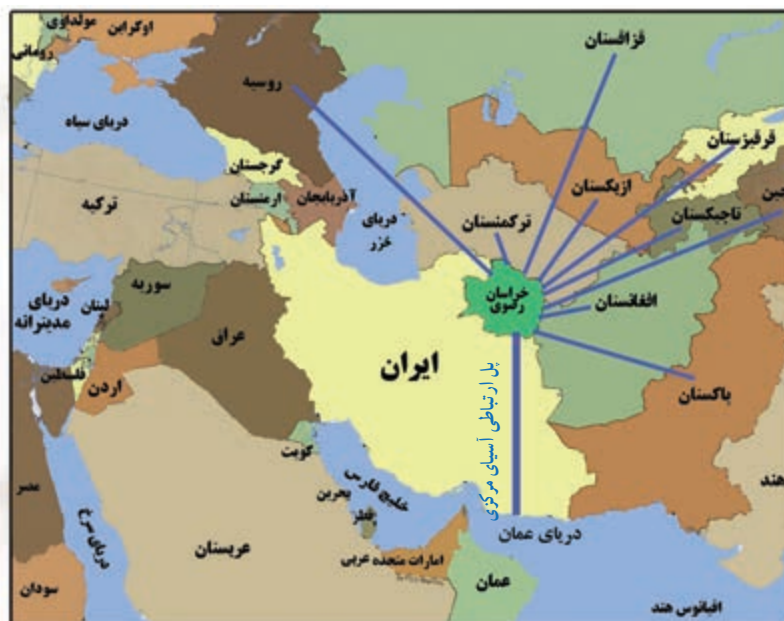 مولداوی
اوکراین
رومانی
روسیه
قزاقستان
دریای سیاه
گرجستان
قرقیزستان
ازبکستان
آذربایجان
ارمنستان
ترکیه
دریای
خزر
ترکمنستان
تاجیکستان
ین
خراسان
رضوی
سوریه
دریای
مدیترانه
لبنان
افغانستان
عراق
ایران
فلسطین
اردن
پاکستان
پل ارتباطی آسیای مرکزی
کویت
خلیج فارس
بحرین
قطر
هند
مصر
دریای سرخ
عربستان
دریای عمان
امارات متحده عربی
عمان
سودان
اقیانوس هند